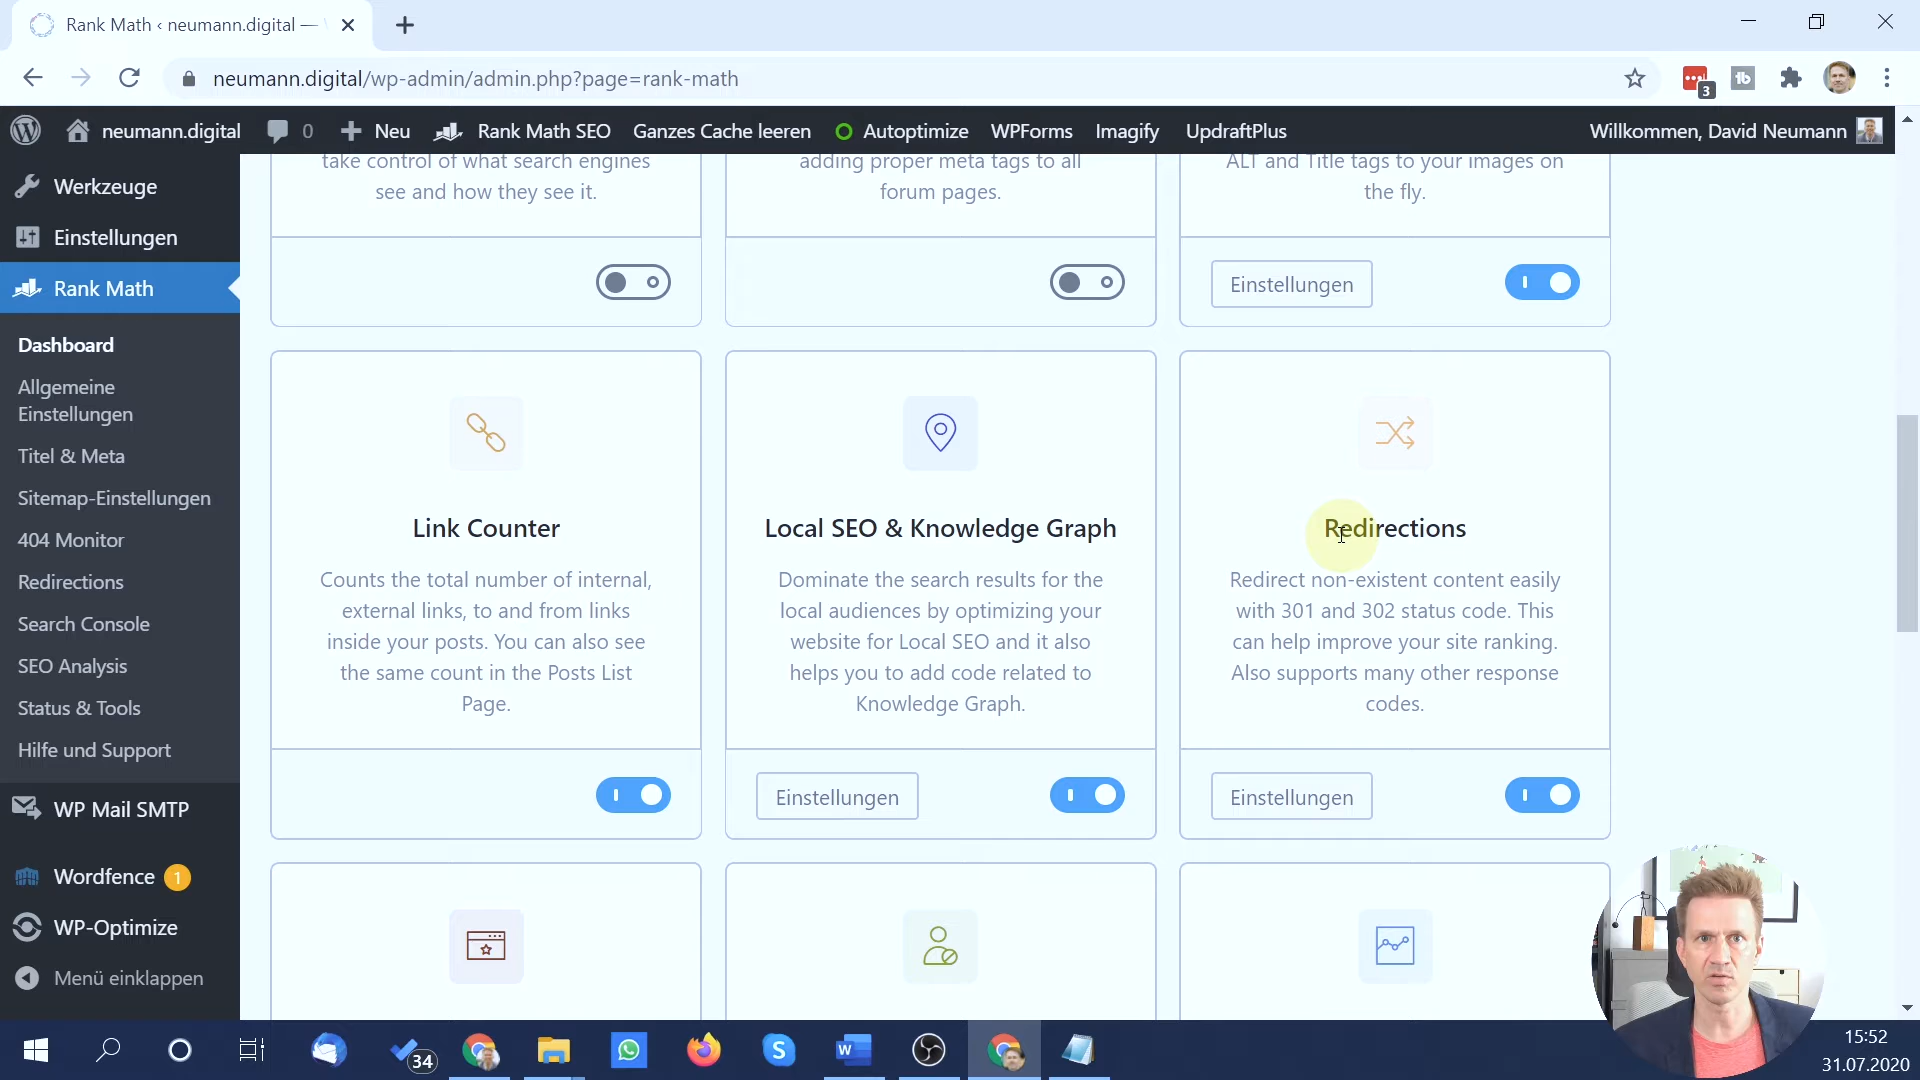 Rank Math ‹ neumann.digital —
neumann.digital/wp-admin/admin.php?page=rank-math
3
neumann.digital
0
Neu
Rank Math SEO
Ganzes Cache leeren
Autoptimize
WPForms
Imagify
UpdraftPlus
Willkommen, David Neumann
Werkzeuge
Einstellungen
Rank Math
Dashboard
Allgemeine
Einstellungen
Titel & Meta
Sitemap-Einstellungen
404 Monitor
Redirections
Search Console
SEO Analysis
Status & Tools
Hilfe und Support
WP Mail SMTP
Wordfence 1
WP-Optimize
Menü einklappen
take control of what search engines
see and how they see it.
adding proper meta tags to all
forum pages.
ALT and Title tags to your images on
the fly.
Einstellungen
Link Counter
Counts the total number of internal,
external links, to and from links
inside your posts. You can also see
the same count in the Posts List
Page.
Local SEO & Knowledge Graph
Dominate the search results for the
local audiences by optimizing your
website for Local SEO and it also
helps you to add code related to
Knowledge Graph.
Einstellungen
Redirections
Redirect non-existent content easily
with 301 and 302 status code. This
can help improve your site ranking.
Also supports many other response
codes.
Einstellungen
34
15:52
31.07.2020